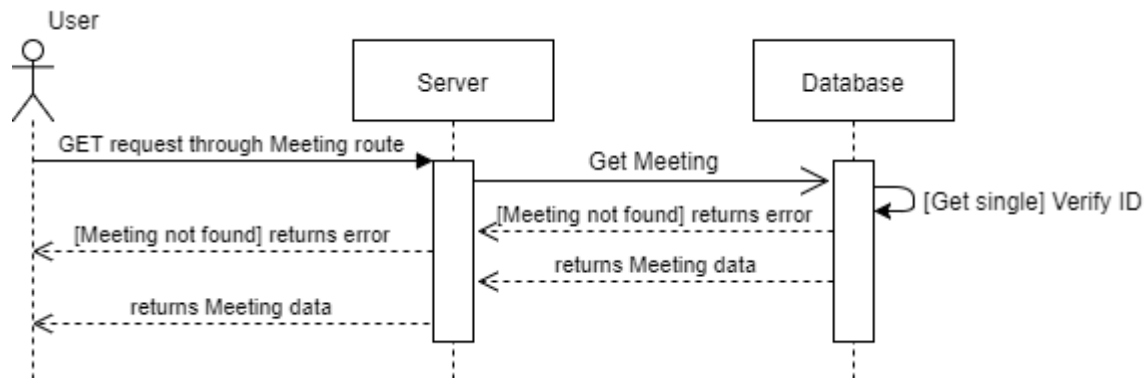 User
Server
Database
GET request through Meeting route
Get Meeting
[Get single] Verify ID
[Meeting not found] returns error
[Meeting not found] returns error
returns Meeting data
returns Meeting data